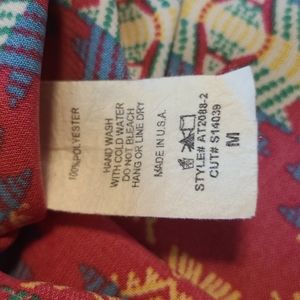 100% POLYESTER
HAND WASH
WITH COLD WATER
DO NOT BLEACH
HANG OR LINE DRY
MADE IN U.S.A.
STYLE# AT2088-2
CUT# S14039
M